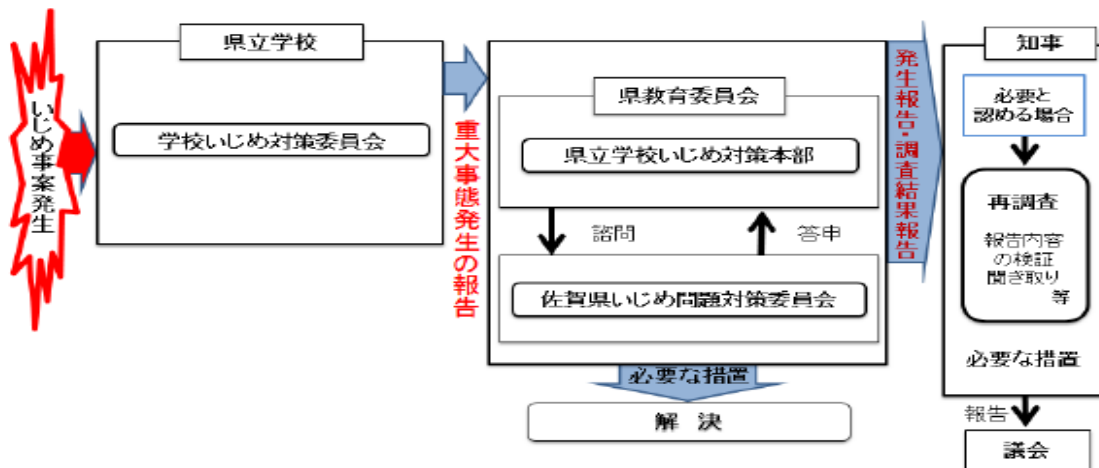 いじめ事案発生
県立学校
学校いじめ対策委員会
重大事態発生の報告
県教育委員会
県立学校いじめ対策本部
諮問
答申
佐賀県いじめ問題対策委員会
必要な措置
解 決
発生報告・調査結果報告
知事
必要と
認める場合
再調査
報告内容
の検証
聞き取り
等
必要な措置
報告
議会